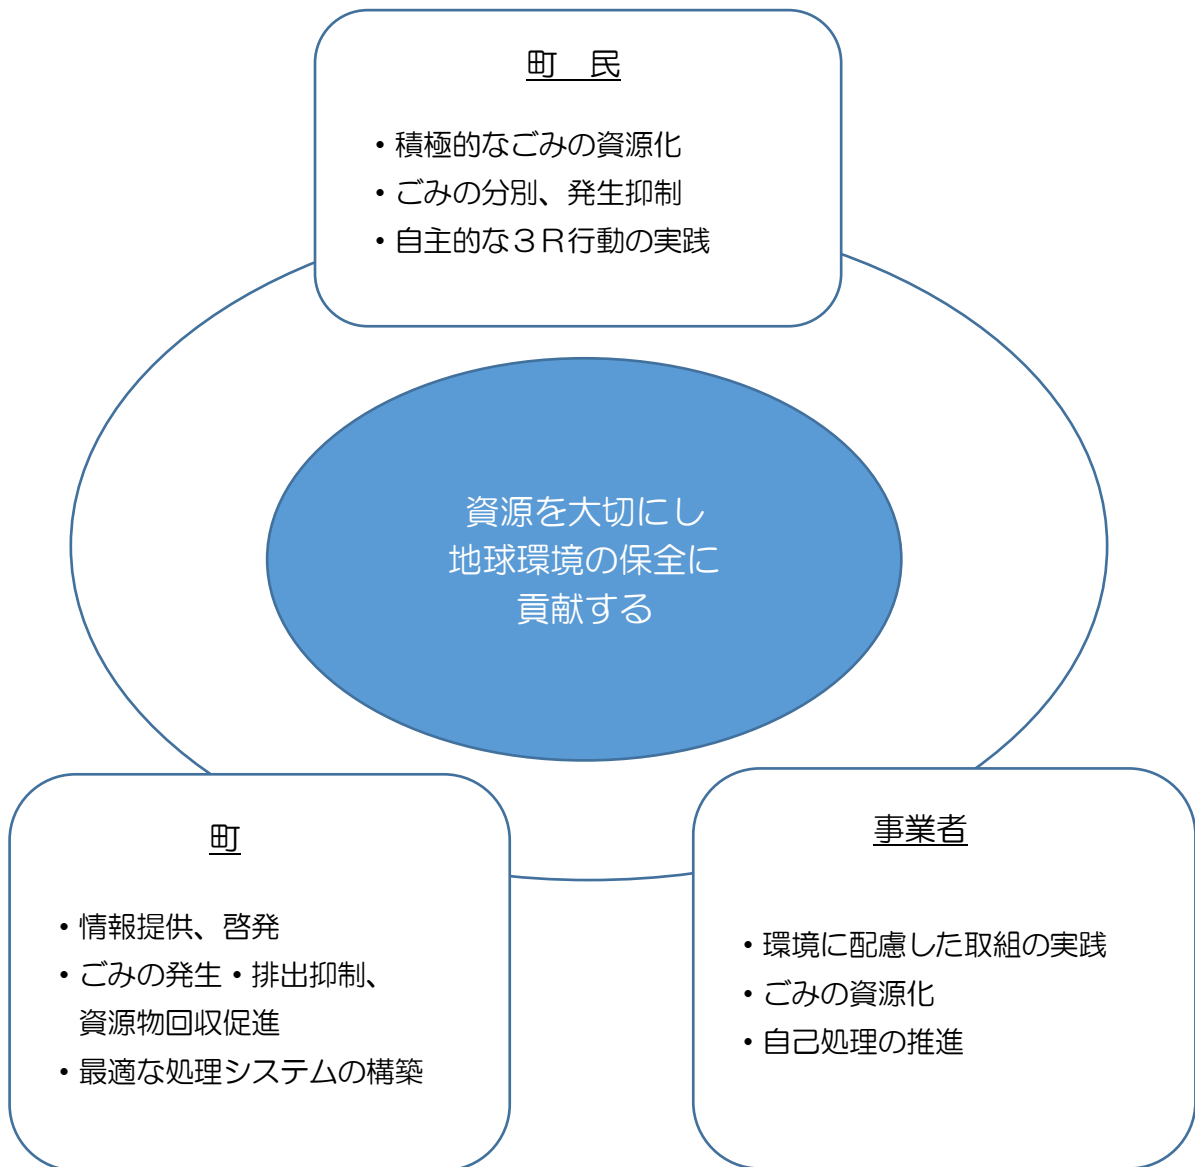 町　民
・積極的なごみの資源化
・ごみの分別、発生抑制
・自主的な３Ｒ行動の実践
資源を大切にし
地球環境の保全に
貢献する
町
・情報提供、啓発
・ごみの発生・排出抑制、
資源物回収促進
・最適な処理システムの構築
事業者
・環境に配慮した取組の実践
・ごみの資源化
・自己処理の推進